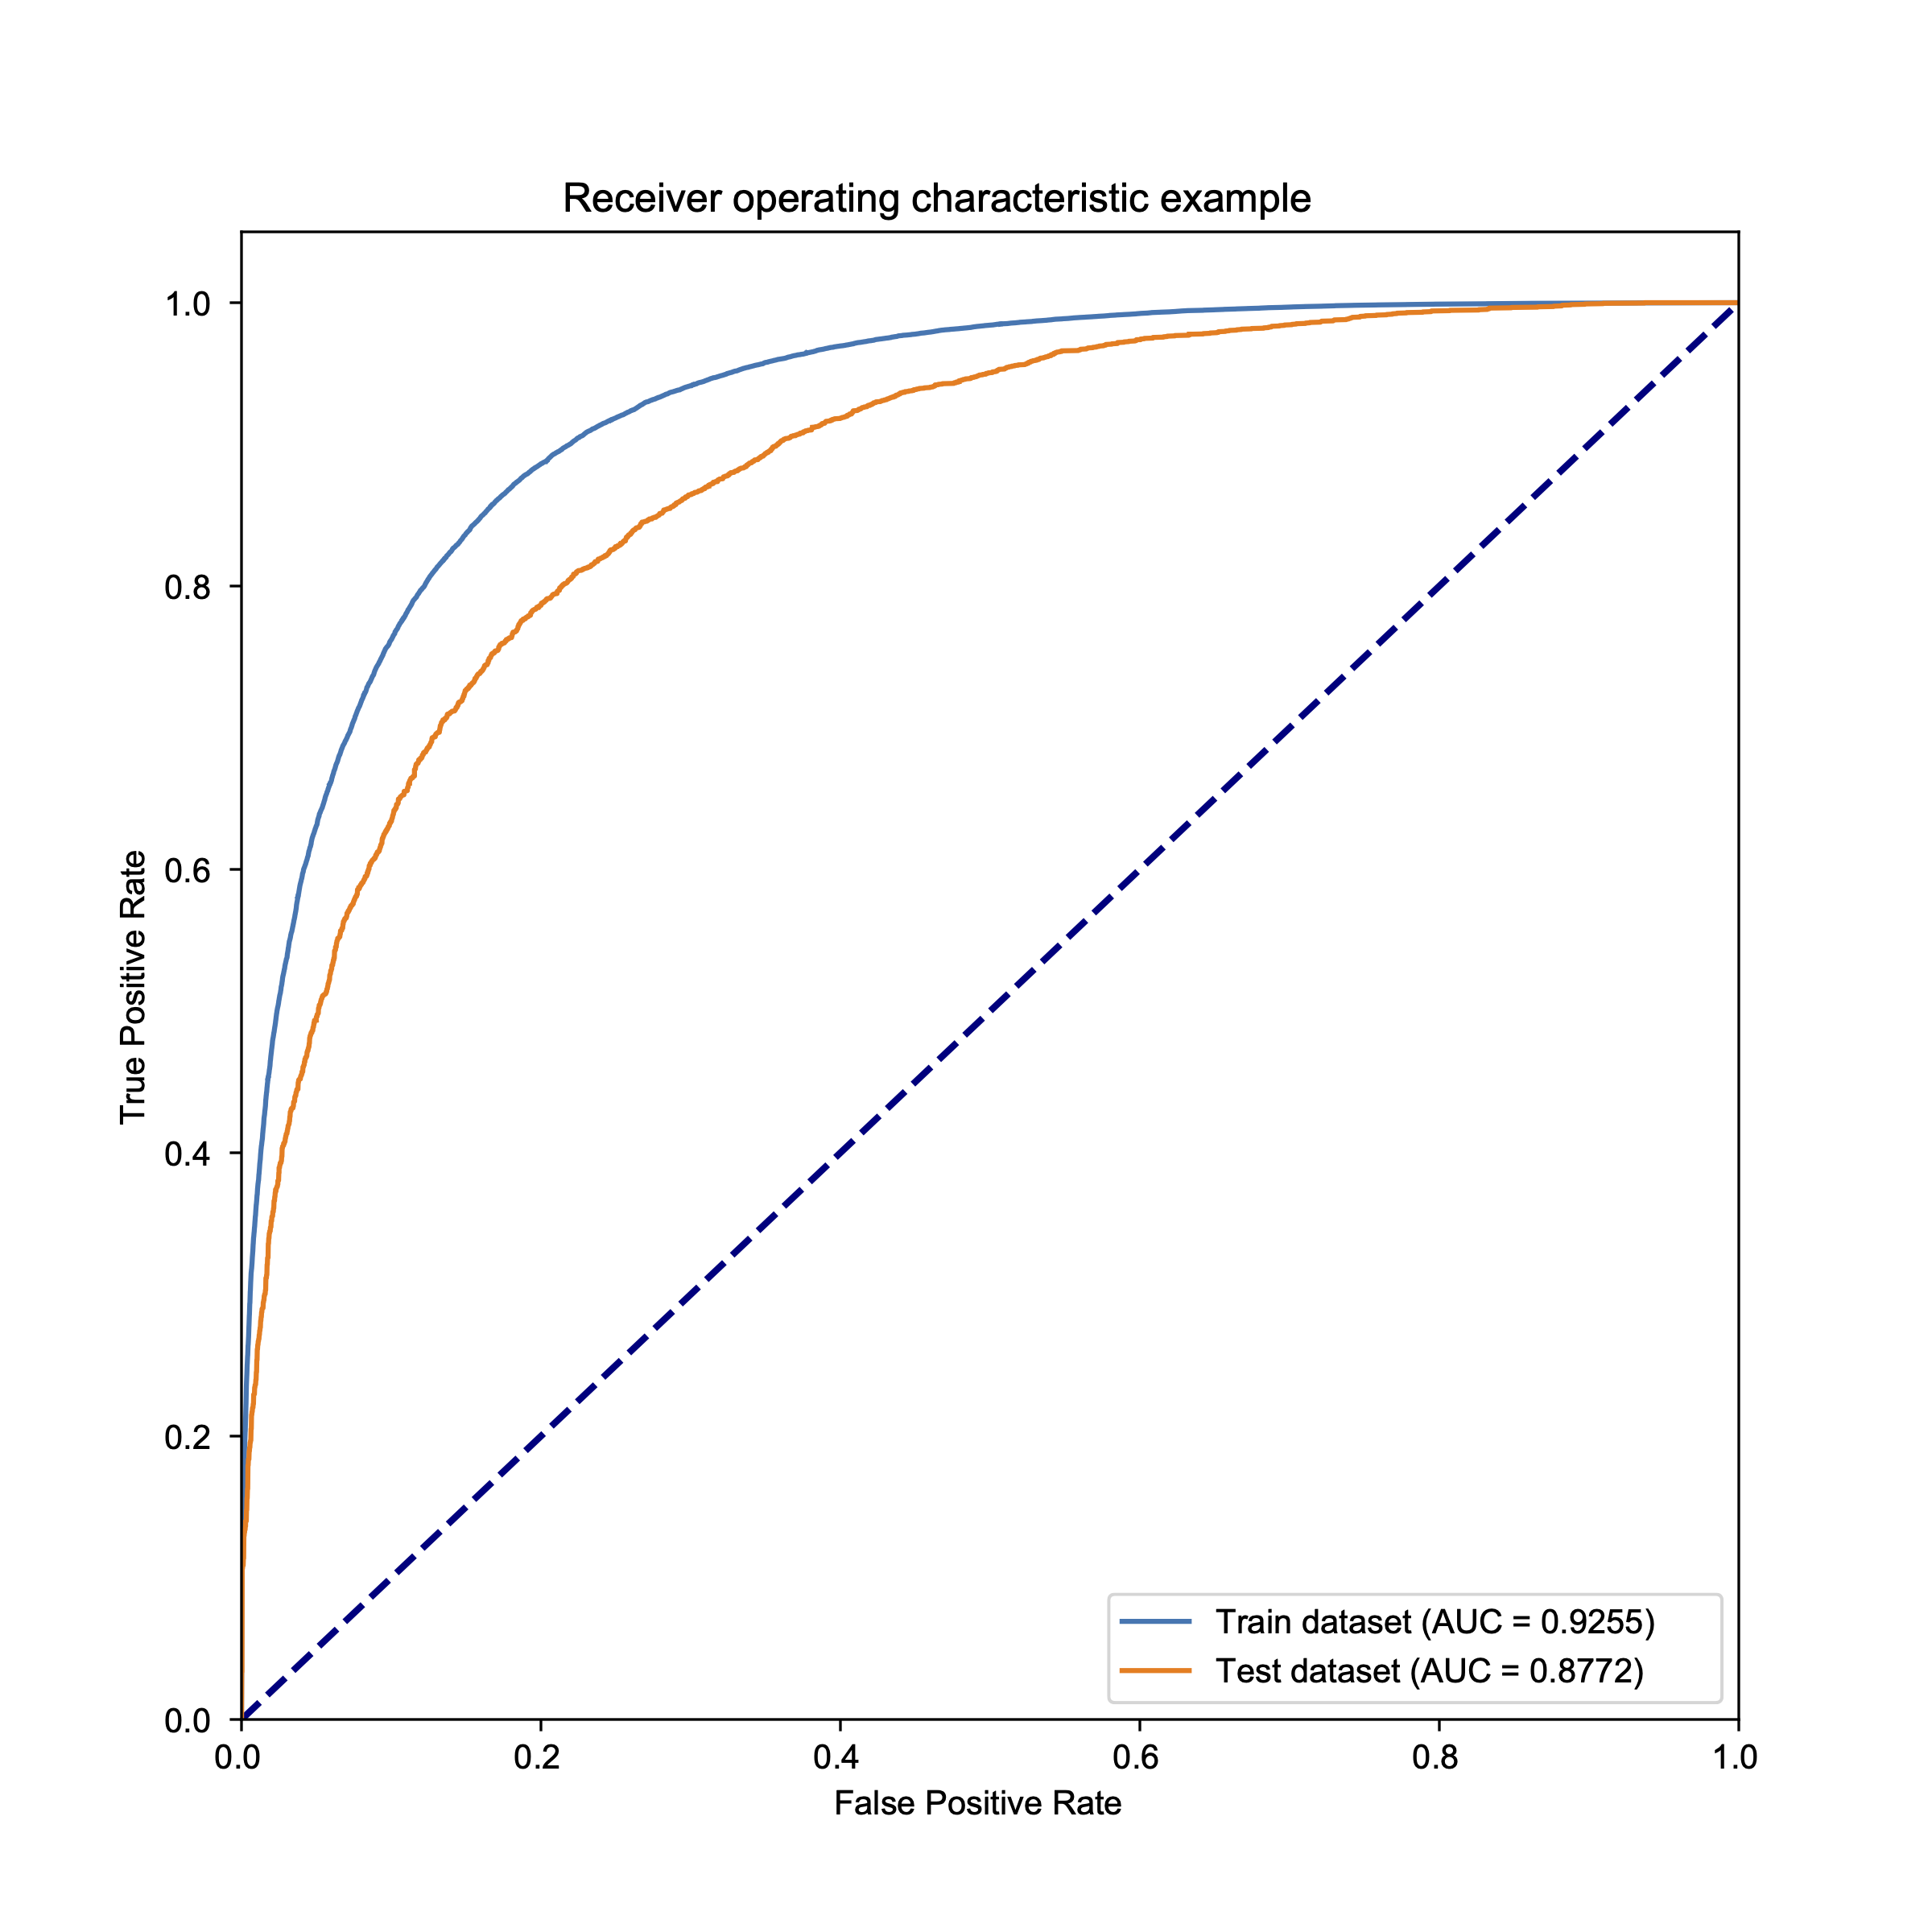 Receiver operating characteristic example
True Positive Rate
1.0
0.8
0.6
0.4
0.2
0.0
Train dataset (AUC = 0.9255)
Test dataset (AUC = 0.8772)
0.0 0.2 0.4 0.6 0.8 1.0
False Positive Rate